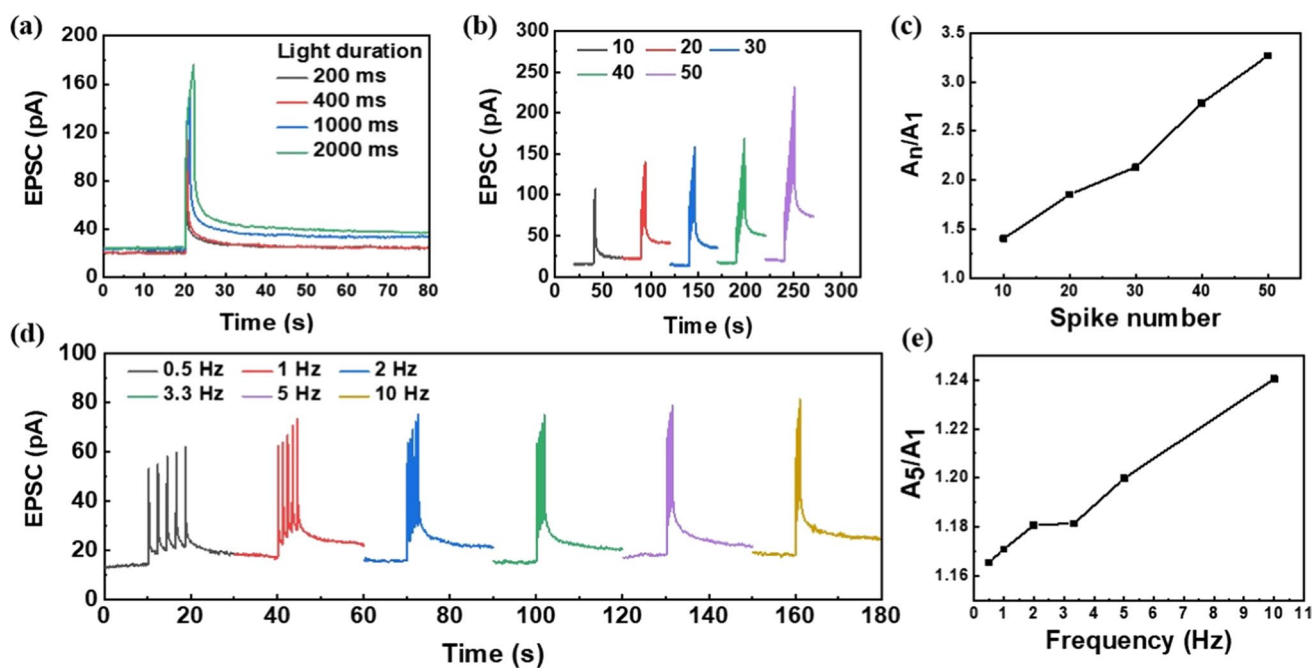 (a)
EPSC (pA)
200
160
120
80
40
0
Light duration
200 ms
400 ms
1000 ms
2000 ms
0 10 20 30 40 50 60 70 80
Time (s)
(b)
EPSC (pA)
300
250
200
150
100
50
0
10 20 30
40 50
0 50 100 150 200 250 300
Time (s)
(c)
An/A1
3.5
3.0
2.5
2.0
1.5
1.0
10 20 30 40 50
Spike number
(d)
EPSC (pA)
100
80
60
40
20
0
0.5 Hz 1 Hz 2 Hz
3.3 Hz 5 Hz 10 Hz
0 20 40 60 80 100 120 140 160 180
Time (s)
(e)
A5/A1
1.24
1.22
1.20
1.18
1.16
0 1 2 3 4 5 6 7 8 9 10 11
Frequency (Hz)